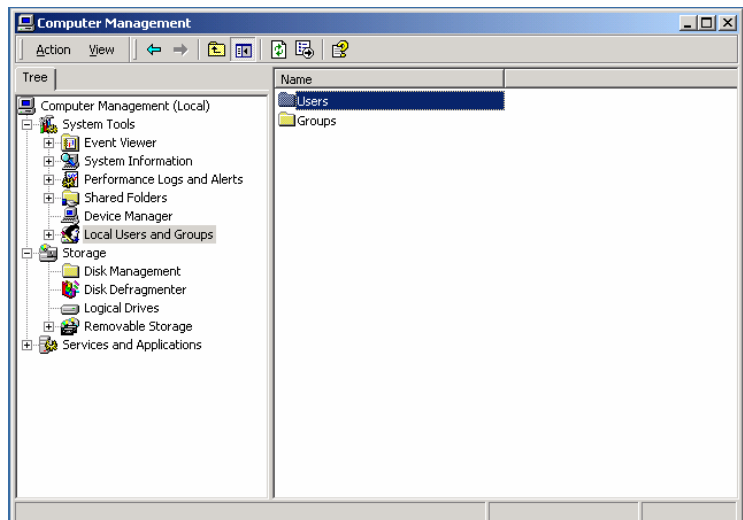 Computer Management
Action View
Tree
Name
Computer Management (Local)
System Tools
Event Viewer
System Information
Performance Logs and Alerts
Shared Folders
Device Manager
Local Users and Groups
Storage
Disk Management
Disk Defragmenter
Logical Drives
Removable Storage
Services and Applications
Users
Groups